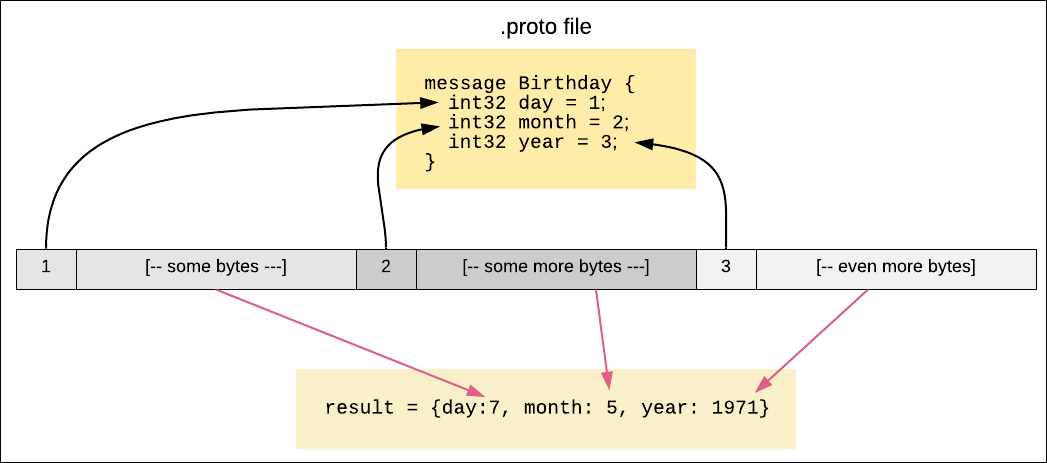 .proto file
message Birthday {
int32 day = 1;
int32 month = 2;
int32 year = 3;
}
1 [-- some bytes ---] 2 [-- some more bytes ---] 3 [-- even more bytes]
result = {day:7, month: 5, year: 1971}